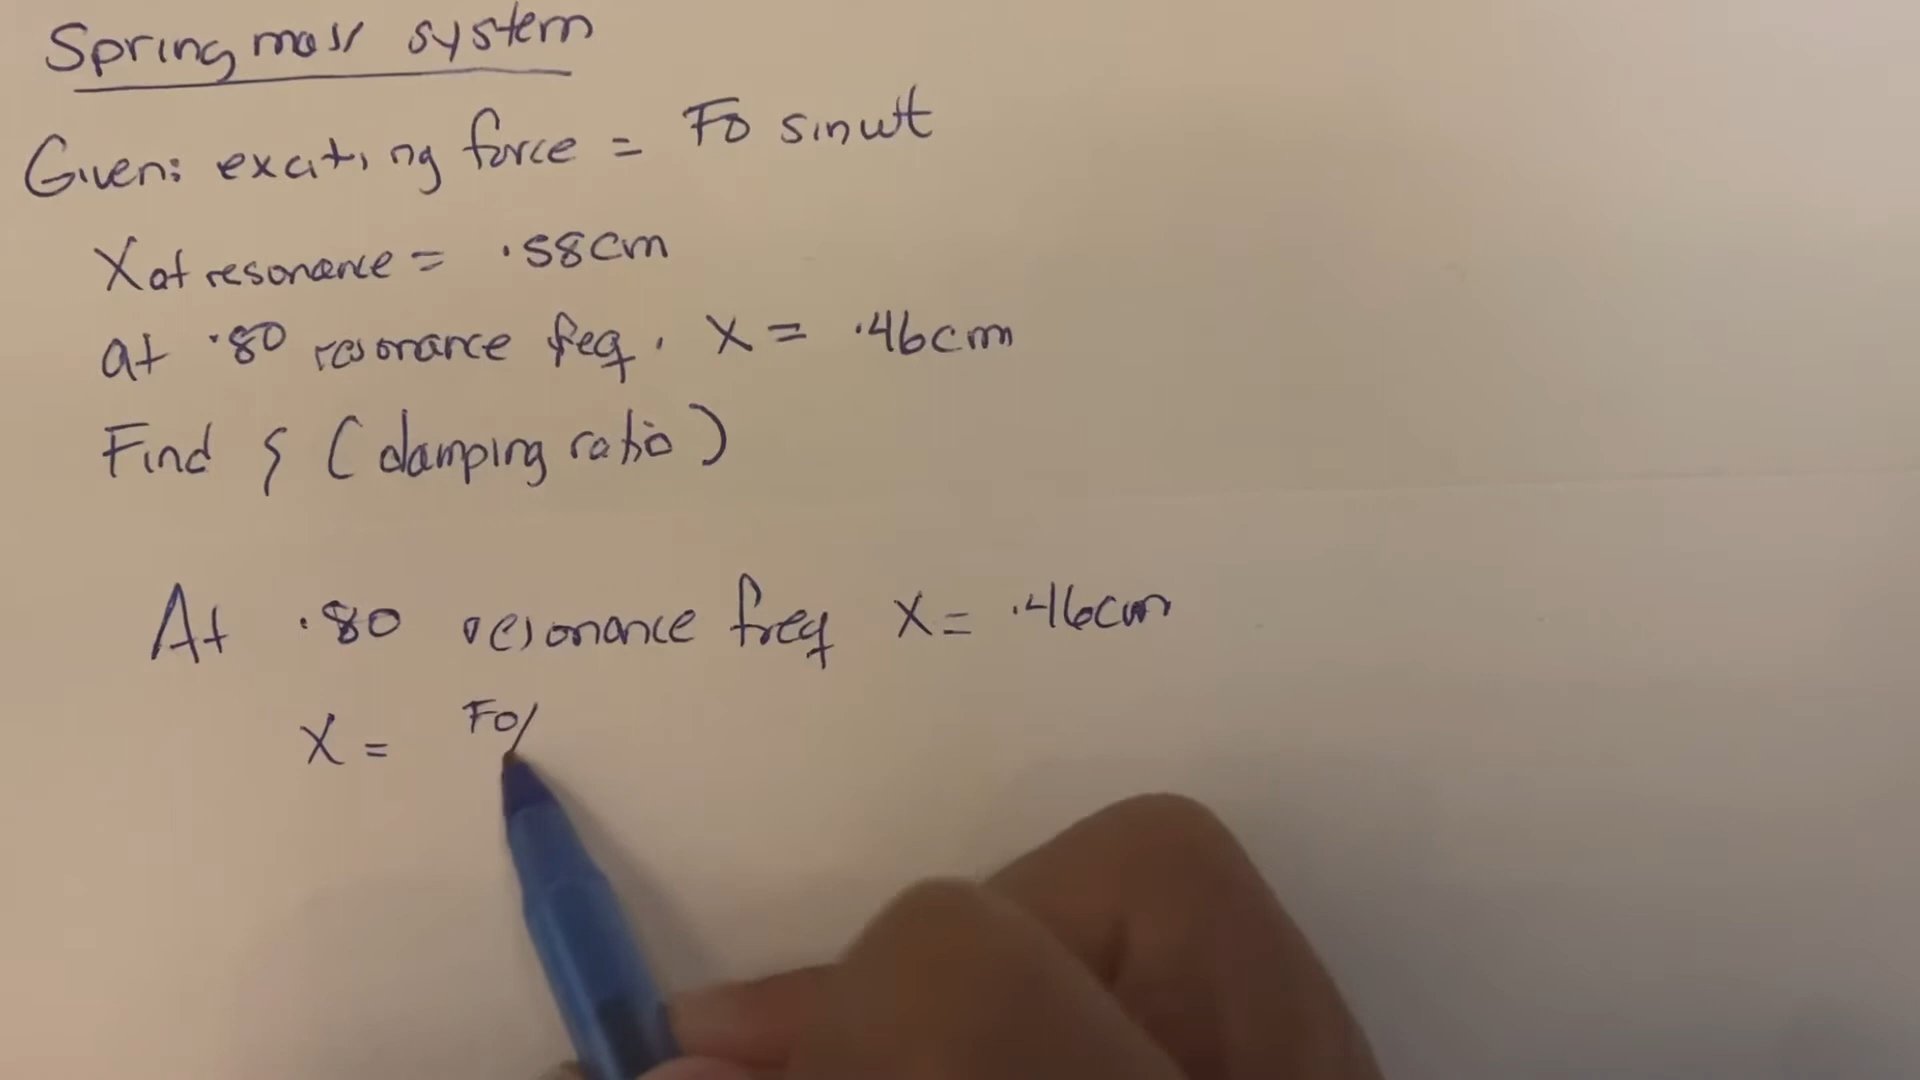 Spring mass system
Given: exciting force = Fo sinwt
X at resonance = .58cm
at .80 resonance freq. X = .46cm
Find ζ (damping ratio)
At .80 resonance freq X = .46cm
X = Fo/